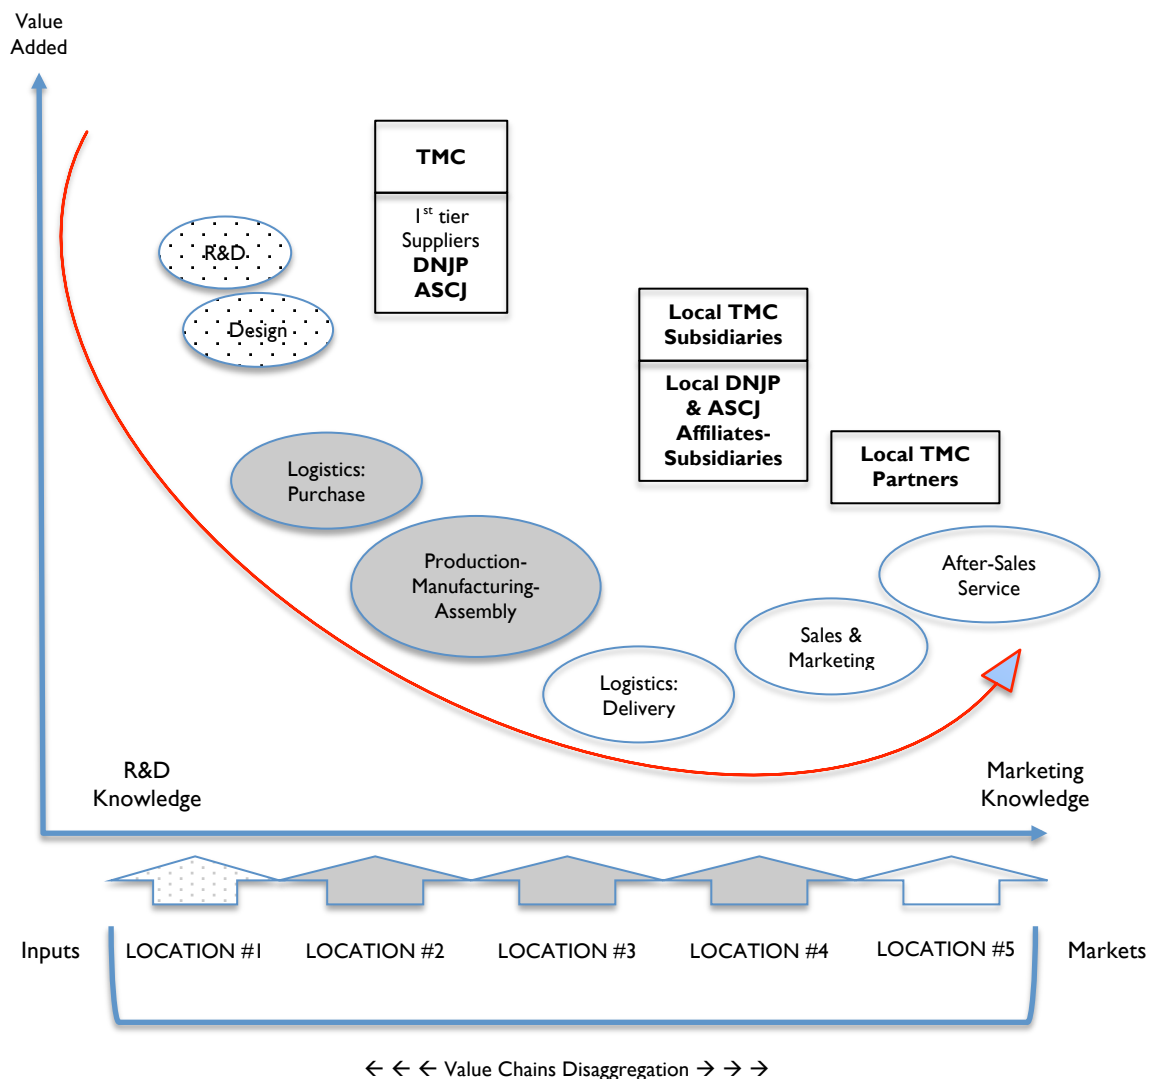 Value
Added
TMC
1st tier
Suppliers
DNJP
ASCJ
R&D
Design
Local TMC
Subsidiaries
Local DNJP
& ASCJ
Affiliates-
Subsidiaries
Local TMC
Partners
Logistics:
Purchase
Production-
Manufacturing-
Assembly
After-Sales
Service
Sales &
Marketing
Logistics:
Delivery
R&D
Knowledge
Marketing
Knowledge
Inputs
LOCATION #1
LOCATION #2
LOCATION #3
LOCATION #4
LOCATION #5
Markets
← ← ← Value Chains Disaggregation → → →